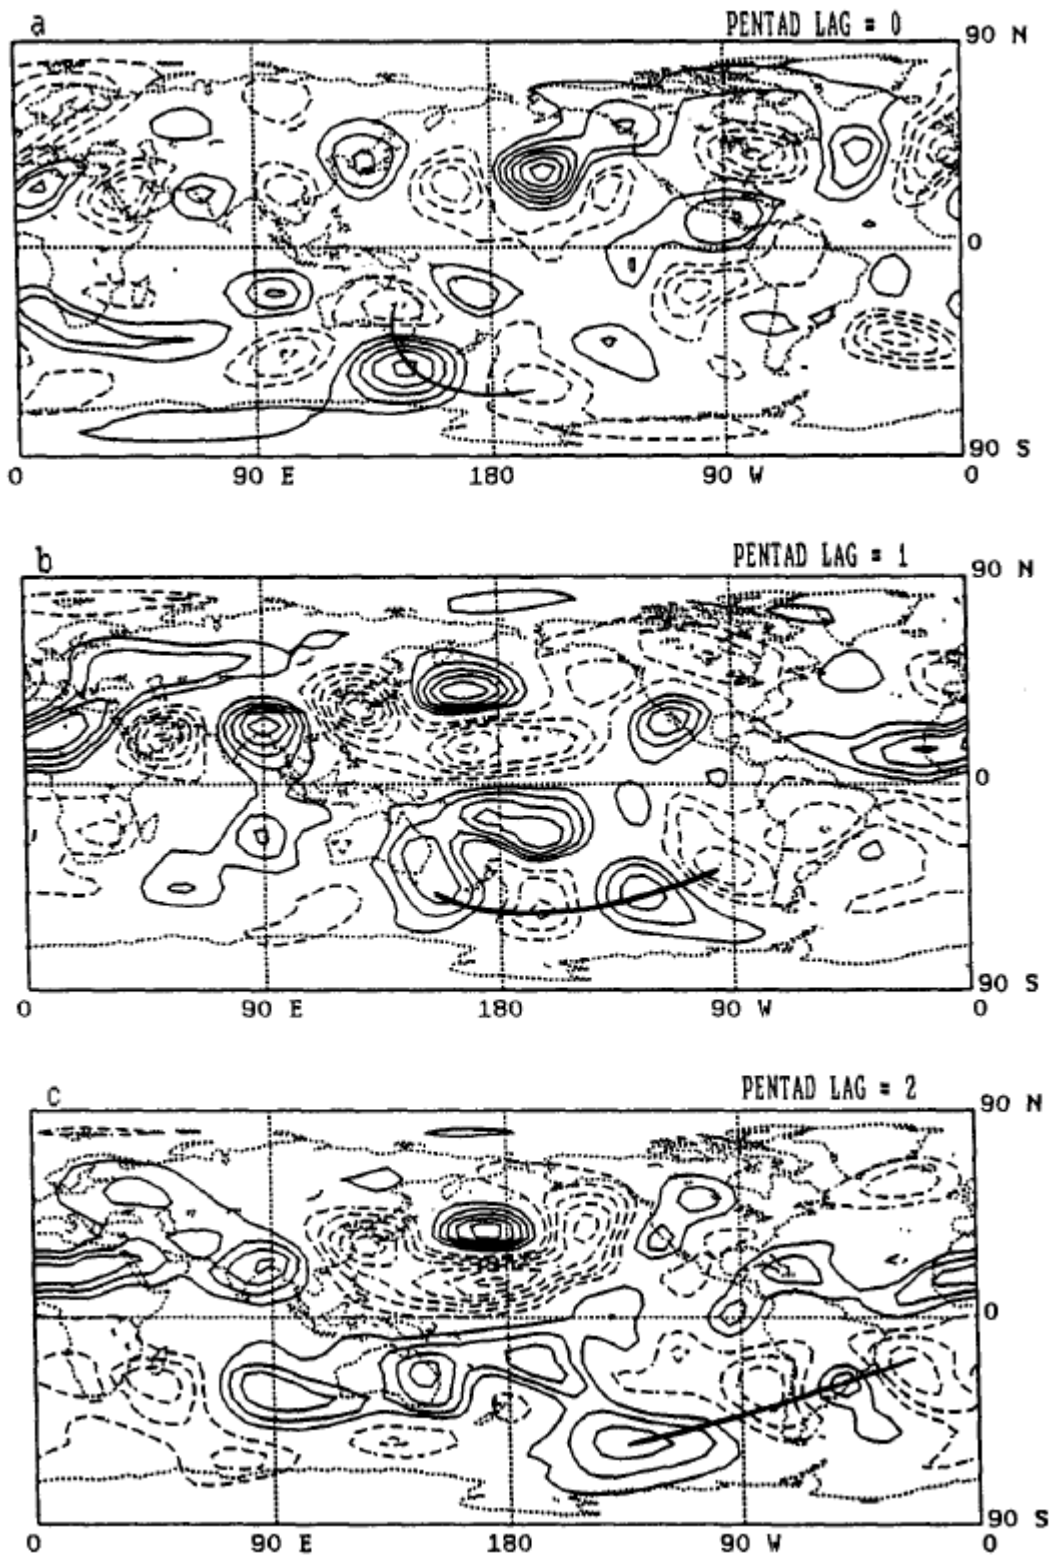 a
PENTAD LAG = 0
90 N
0
90 S
0 90 E 180 90 W 0
b
PENTAD LAG = 1
90 N
0
90 S
0 90 E 180 90 W 0
c
PENTAD LAG = 2
90 N
0
90 S
0 90 E 180 90 W 0